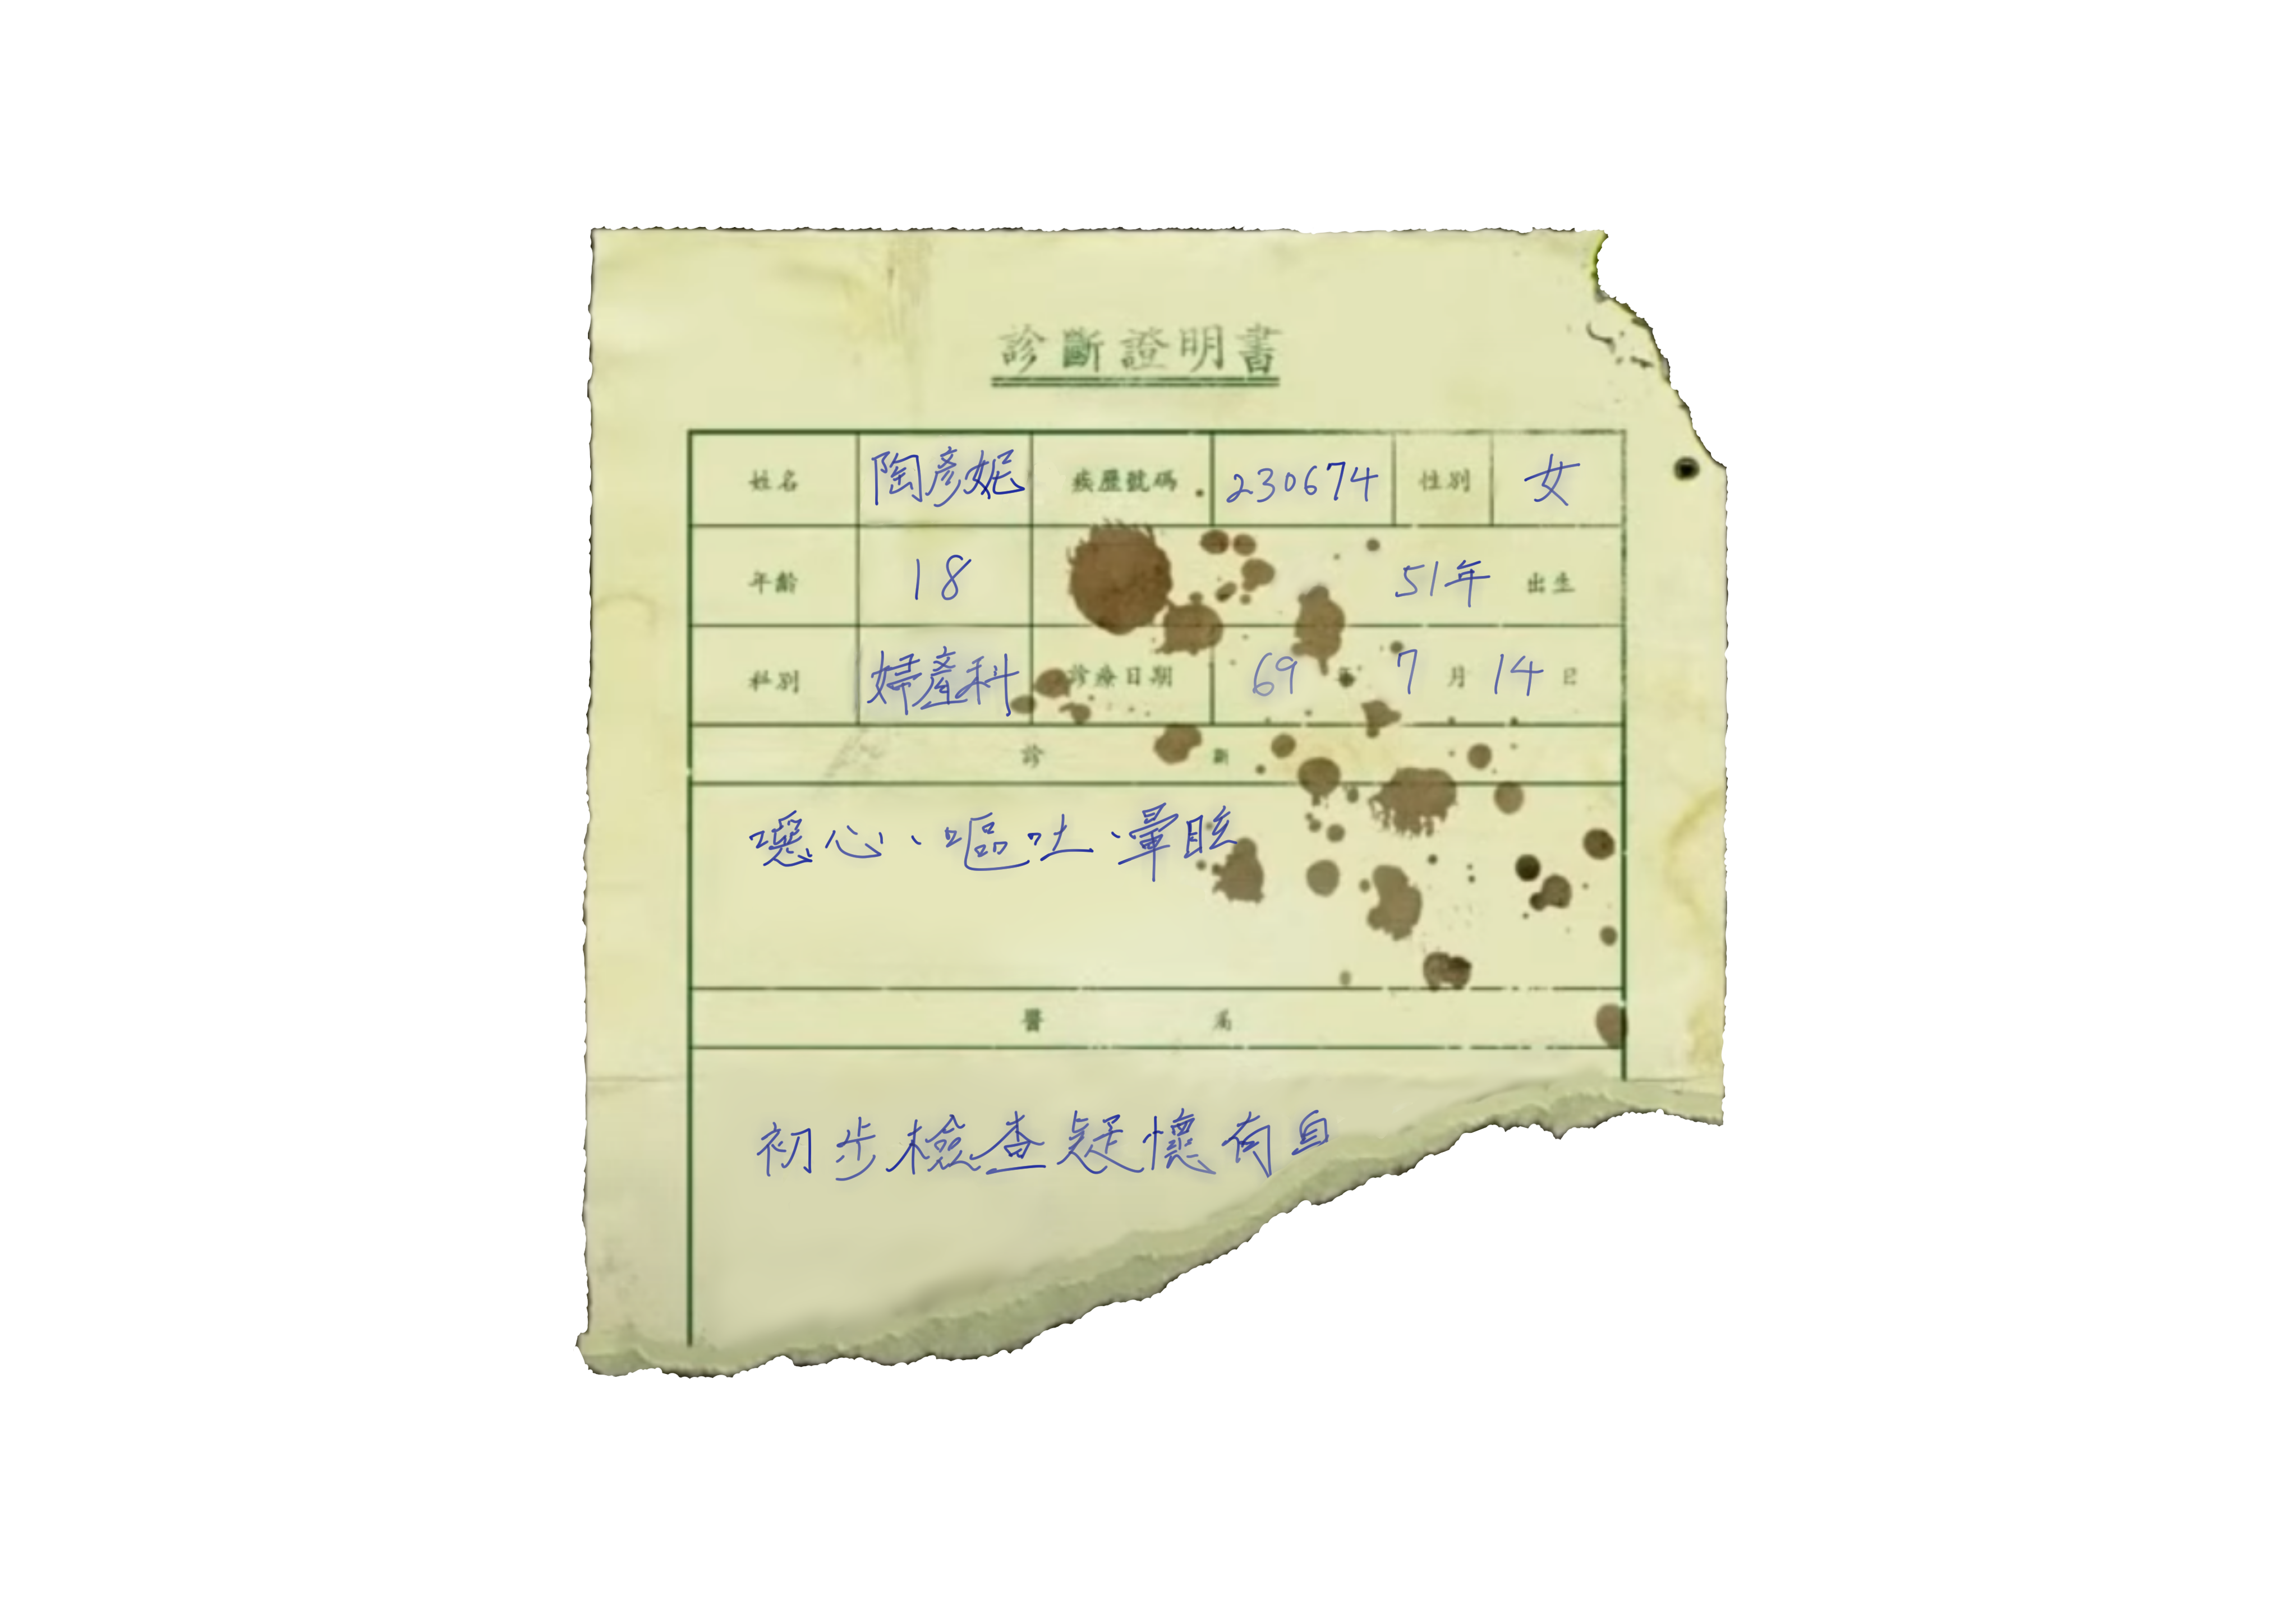 診斷證明書
姓名 陶彥妮 病歷號碼 230674 性別 女
年齡 18 51年 出生
科別 婦產科 診療日期 69 年 7 月 14 日
診 斷
噁心、嘔吐、暈眩
醫 囑
初步檢查疑懷有自